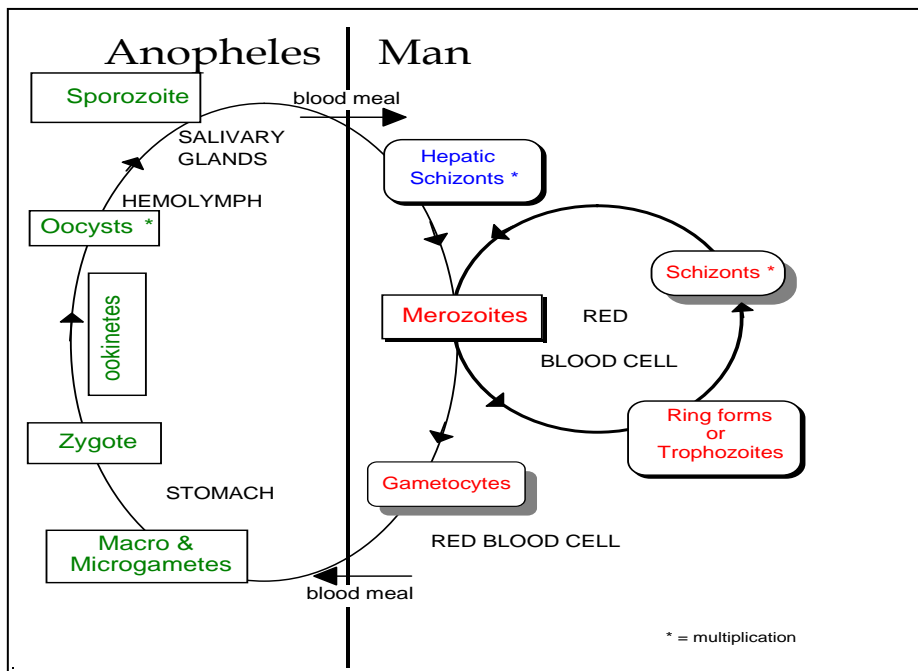 Anopheles
Man
Sporozoite
blood meal
SALIVARY
GLANDS
Hepatic
Schizonts *
HEMOLYMPH
Oocysts *
Schizonts *
ookinetes
Merozoites
RED
BLOOD CELL
Ring forms
or
Trophozoites
Zygote
Gametocytes
STOMACH
Macro &
Microgametes
RED BLOOD CELL
blood meal
* = multiplication